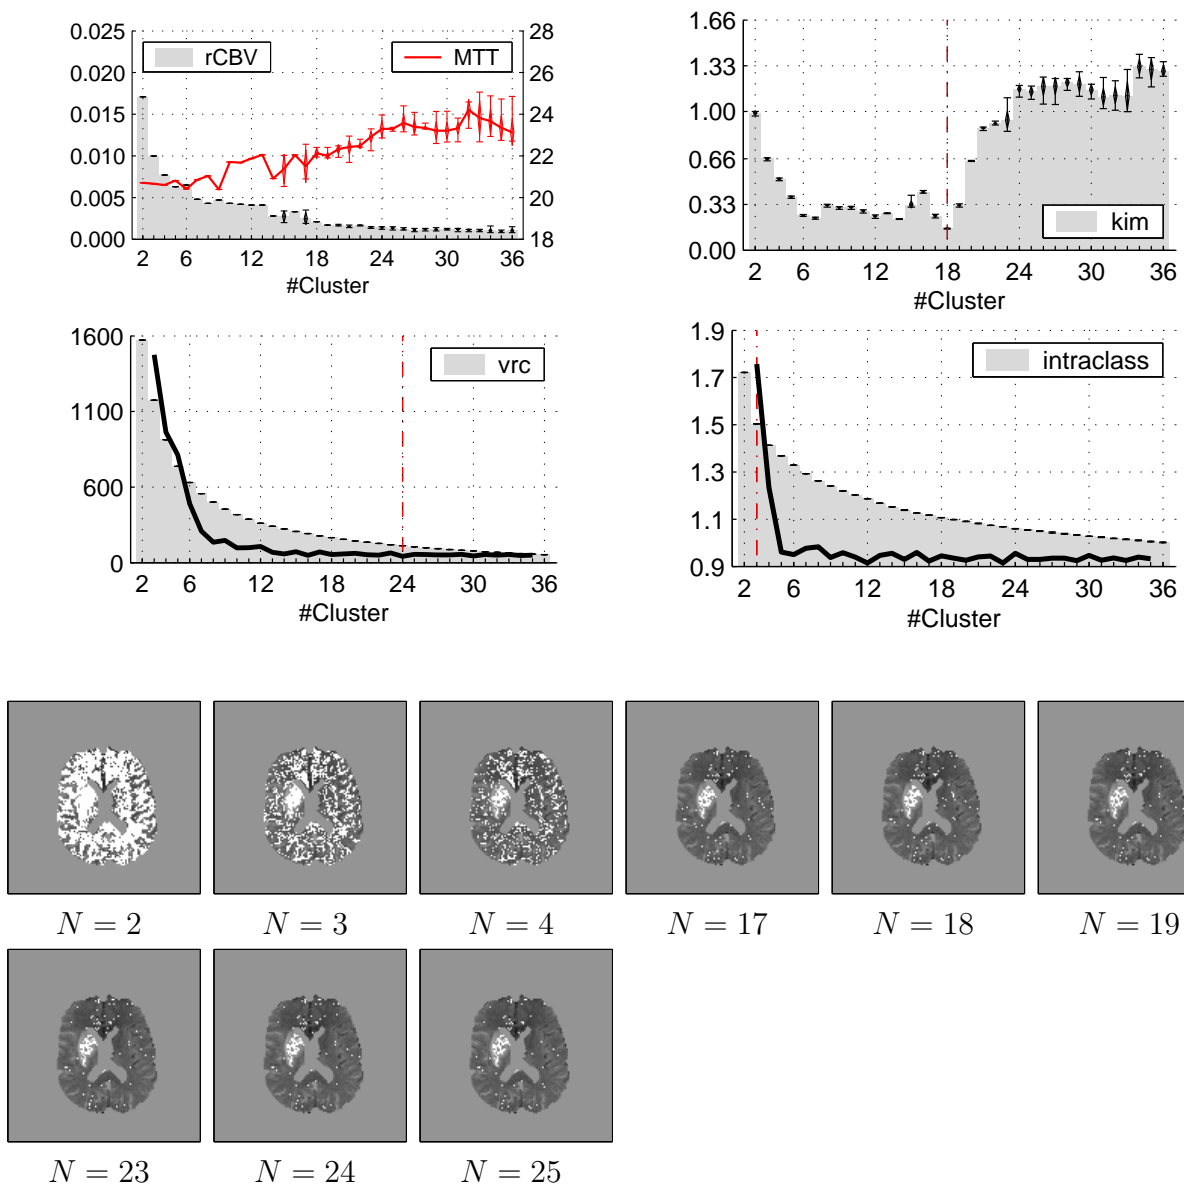 0.025
0.020
0.015
0.010
0.005
0.000
28
26
24
22
20
18
rCBV
MTT
2 6 12 18 24 30 36
#Cluster
1.66
1.33
1.00
0.66
0.33
0.00
kim
2 6 12 18 24 30 36
#Cluster
1600
1100
600
0
vrc
2 6 12 18 24 30 36
#Cluster
1.9
1.7
1.5
1.3
1.1
0.9
intraclass
2 6 12 18 24 30 36
#Cluster
N = 2
N = 3
N = 4
N = 17
N = 18
N = 19
N = 23
N = 24
N = 25